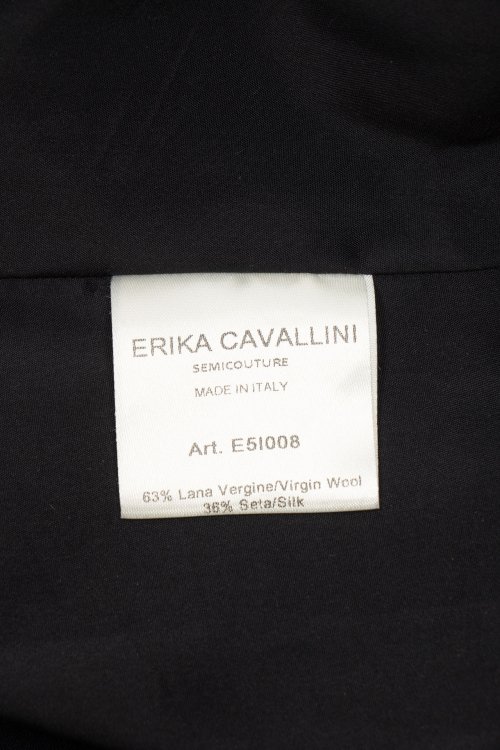 ERIKA CAVALLINI
SEMICOUTURE
MADE IN ITALY
Art. E5I008
63% Lana Vergine/Virgin Wool
36% Seta/Silk